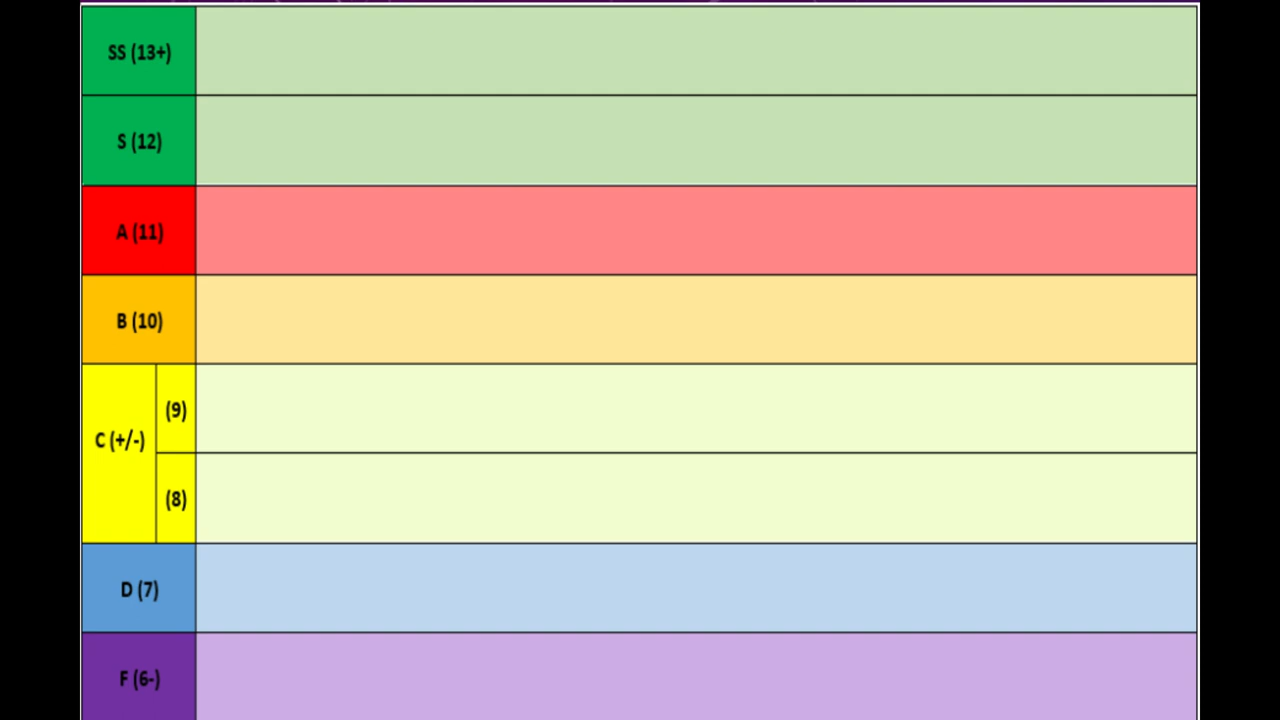 SS (13+)
S (12)
A (11)
B (10)
C (+/-)
(9)
(8)
D (7)
F (6-)